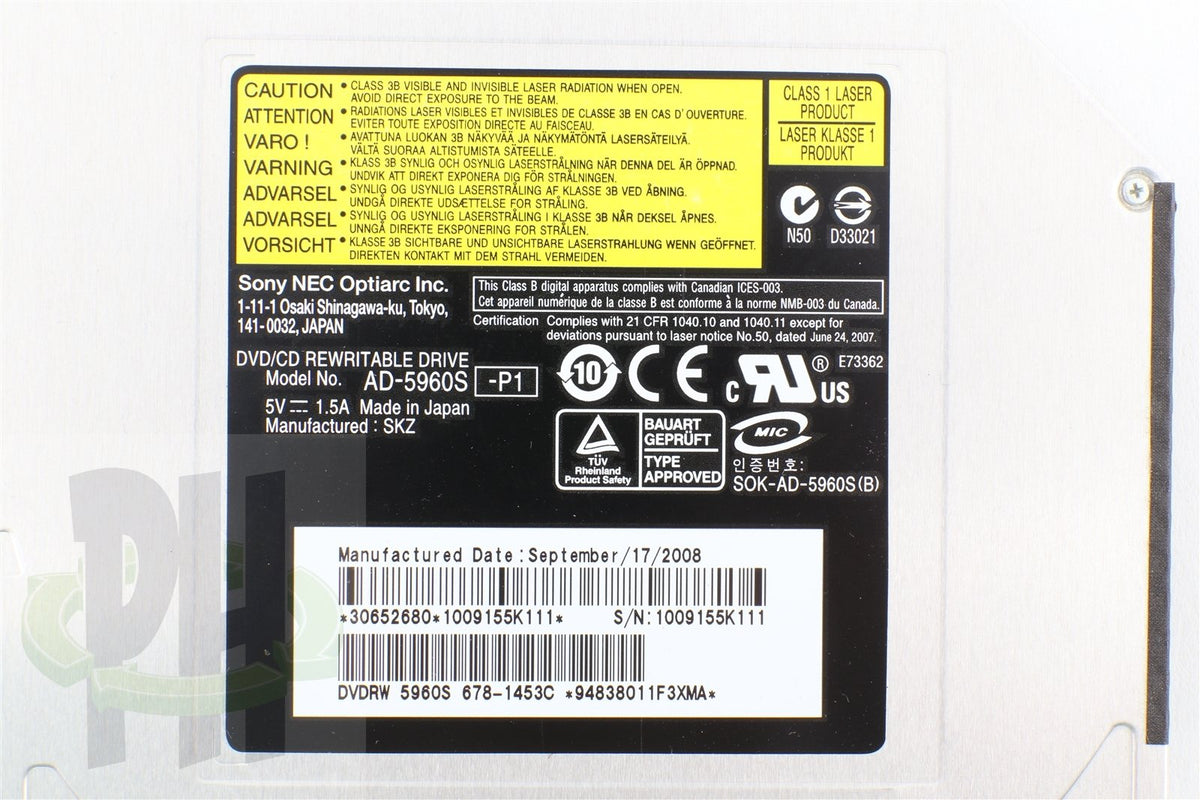 CAUTION • CLASS 3B VISIBLE AND INVISIBLE LASER RADIATION WHEN OPEN.
AVOID DIRECT EXPOSURE TO THE BEAM.
ATTENTION • RADIATIONS LASER VISIBLES ET INVISIBLES DE CLASSE 3B EN CAS D'OUVERTURE.
EVITER TOUTE EXPOSITION DIRECTE AU FAISCEAU.
VARO ! • AVATTUNA LUOKAN 3B NÄKYVÄÄ JA NÄKYMÄTÖNTÄ LASERSÄTEILYÄ.
VÄLTÄ SUORAA ALTISTUMISTA SÄTEELLE.
VARNING • KLASS 3B SYNLIG OCH OSYNLIG LASERSTRÅLNING NÄR DENNA DEL ÄR ÖPPNAD.
UNDVIK ATT DIREKT EXPONERA DIG FÖR STRÅLNINGEN.
ADVARSEL • SYNLIG OG USYNLIG LASERSTRÅLING AF KLASSE 3B VED ÅBNING.
UNDGÅ DIREKTE UDSÆTTELSE FOR STRÅLING.
ADVARSEL • SYNLIG OG USYNLIG LASERSTRÅLING I KLASSE 3B NÅR DEKSEL ÅPNES.
UNNGÅ DIREKTE EKSPONERING FOR STRÅLEN.
VORSICHT • KLASSE 3B SICHTBARE UND UNSICHTBARE LASERSTRAHLUNG WENN GEÖFFNET.
DIREKTEN KONTAKT MIT DEM STRAHL VERMEIDEN.
CLASS 1 LASER
PRODUCT
LASER KLASSE 1
PRODUKT
N50 D33021
Sony NEC Optiarc Inc.
1-11-1 Osaki Shinagawa-ku, Tokyo,
141-0032, JAPAN
This Class B digital apparatus complies with Canadian ICES-003.
Cet appareil numérique de la classe B est conforme à la norme NMB-003 du Canada.
Certification Complies with 21 CFR 1040.10 and 1040.11 except for
deviations pursuant to laser notice No.50, dated June 24, 2007.
DVD/CD REWRITABLE DRIVE
Model No. AD-5960S -P1
5V⎓ 1.5A Made in Japan
Manufactured : SKZ
10 CE C RU US ® E73362
TÜV
Rheinland
Product Safety
BAUART
GEPRÜFT
TYPE
APPROVED
MIC
인증번호:
SOK-AD-5960S(B)
Manufactured Date:September/17/2008
*30652680*1009155K111* S/N:1009155K111
DVDRW 5960S 678-1453C *94838011F3XMA*
PH